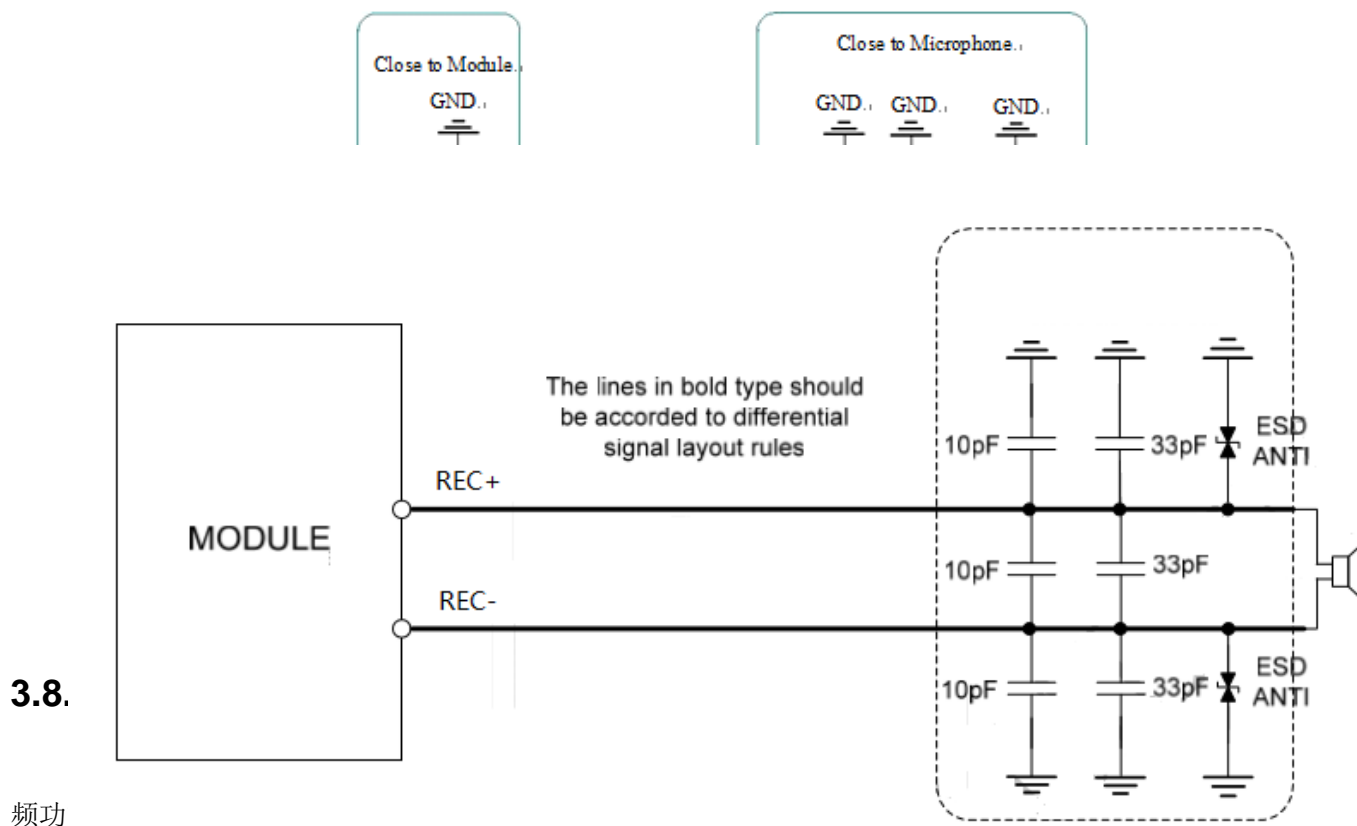 Close to Module.
Close to Microphone.
GND.
GND.
GND.
GND.
The lines in bold type should
be accorded to differential
signal layout rules
10pF
33pF
ESD
ANTI
REC+
MODULE
10pF
33pF
REC-
10pF
33pF
ESD
ANTI
3.8.
频功